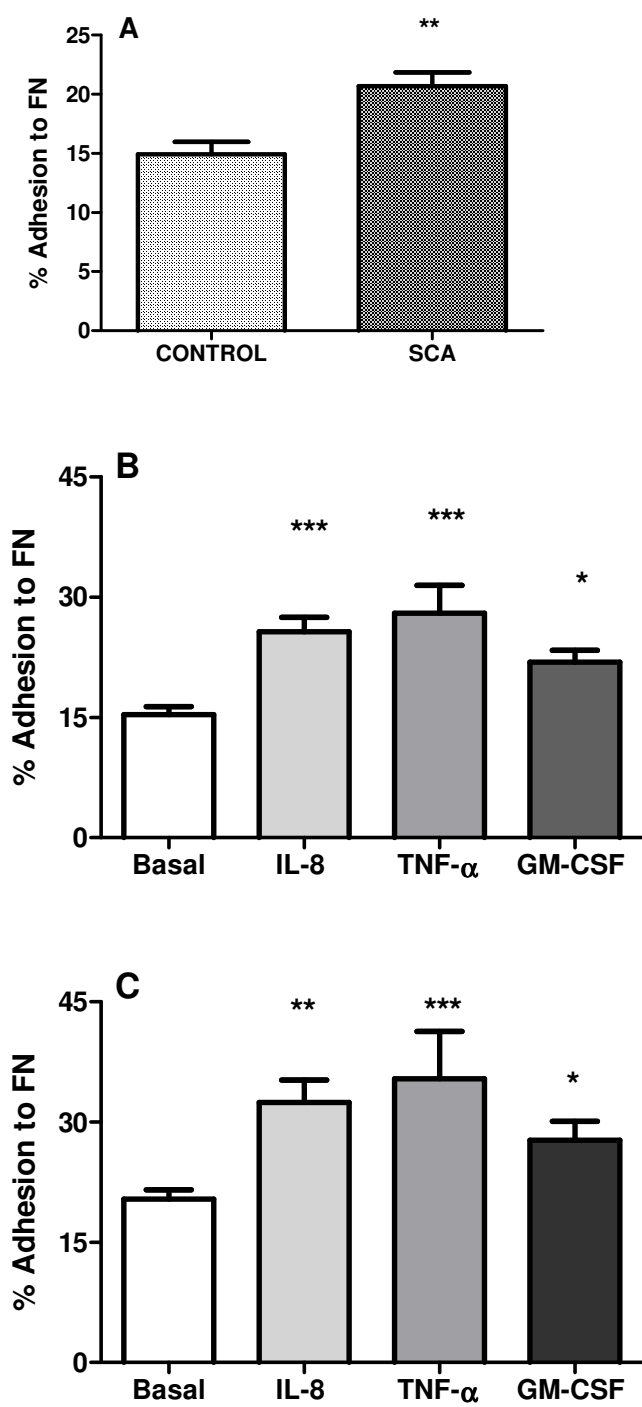 A
**
25
20
15
10
5
0
% Adhesion to FN
CONTROL SCA
B
*** *** *
45
30
15
0
% Adhesion to FN
Basal IL-8 TNF-α GM-CSF
C
** *** *
45
30
15
0
% Adhesion to FN
Basal IL-8 TNF-α GM-CSF